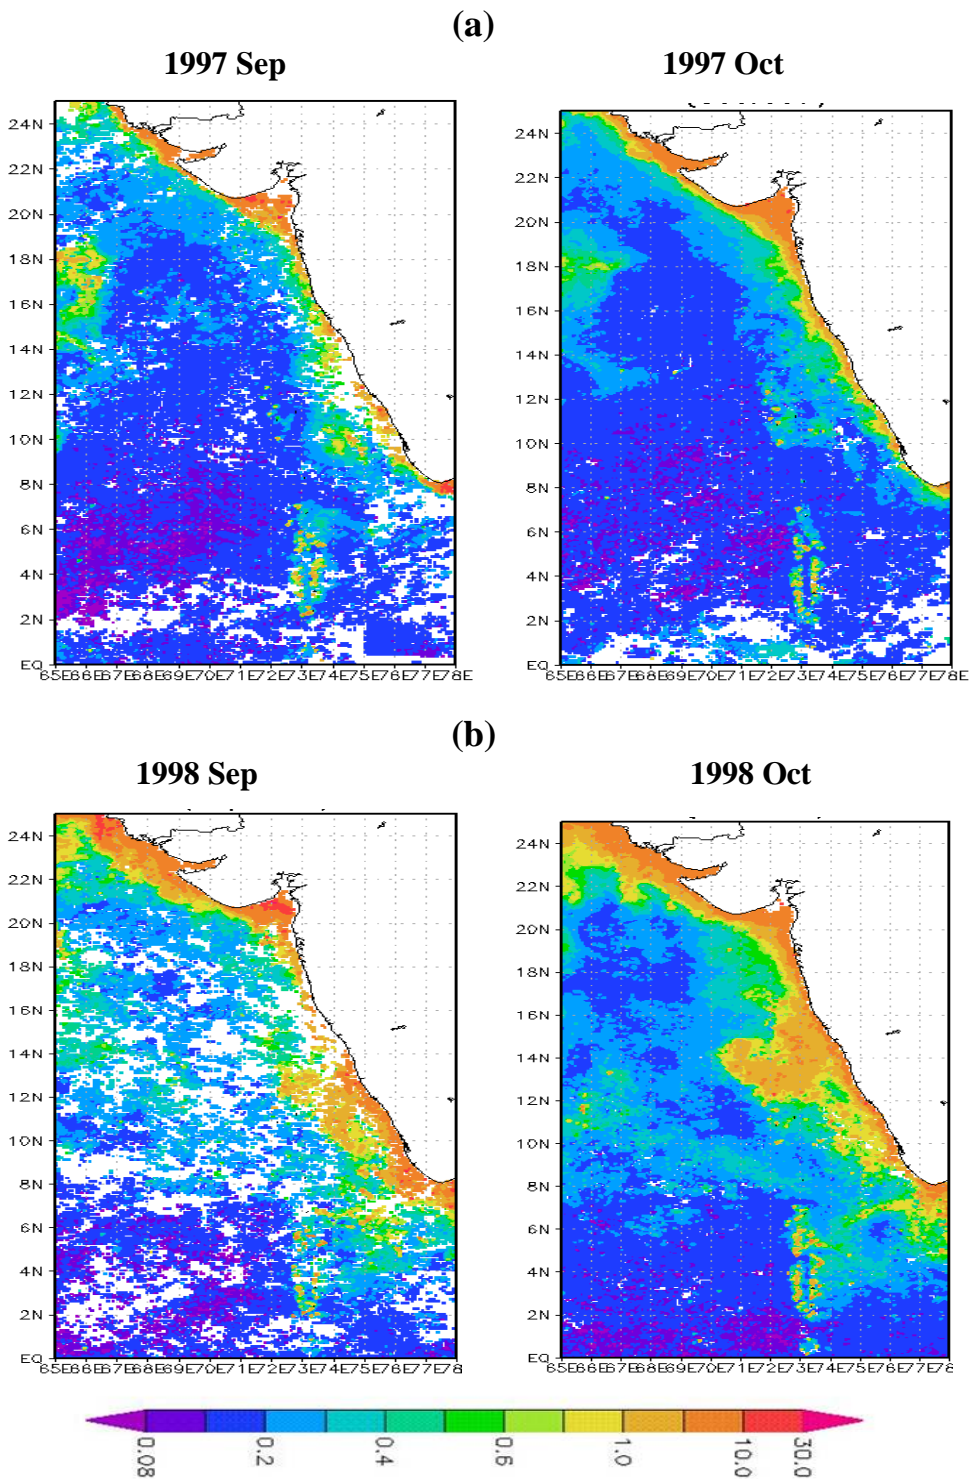 (a)
1997 Sep
1997 Oct
24N
22N
20N
18N
16N
14N
12N
10N
8N
6N
4N
2N
EQ
65E66E67E68E69E70E71E72E73E74E75E76E77E78E
24N
22N
20N
18N
16N
14N
12N
10N
8N
6N
4N
2N
EQ
65E66E67E68E69E70E71E72E73E74E75E76E77E78E
(b)
1998 Sep
1998 Oct
24N
22N
20N
18N
16N
14N
12N
10N
8N
6N
4N
2N
EQ
65E66E67E68E69E70E71E72E73E74E75E76E77E78
24N
22N
20N
18N
16N
14N
12N
10N
8N
6N
4N
2N
EQ
65E66E67E68E69E70E71E72E73E74E75E76E77E78
0.08 0.2 0.4 0.6 1.0 10.0 30.0